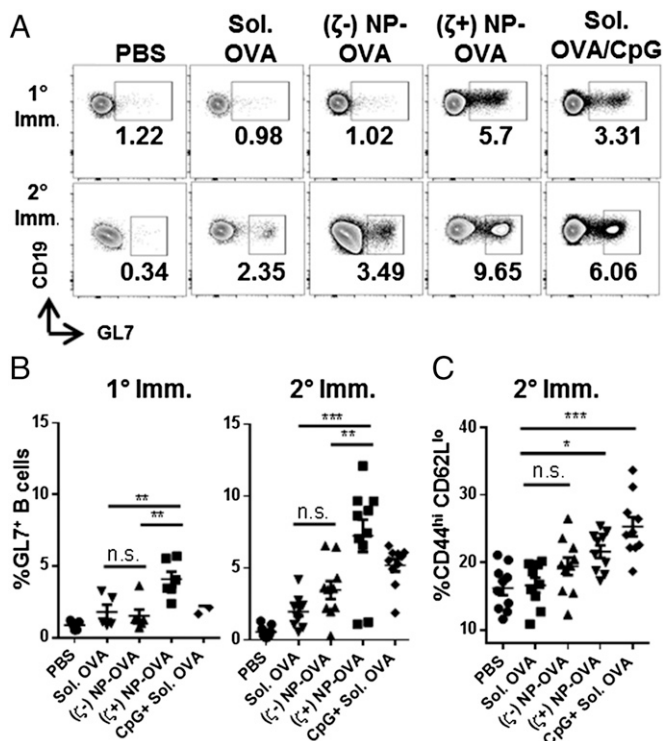 A
PBS
Sol.
OVA
(ζ-) NP-
OVA
(ζ+) NP-
OVA
Sol.
OVA/CpG
1°
Imm.
1.22
0.98
1.02
5.7
3.31
2°
Imm.
0.34
2.35
3.49
9.65
6.06
CD19
GL7
B
1° Imm.
2° Imm.
%GL7+ B cells
15
10
5
0
**
**
n.s.
PBS
Sol. OVA
(ζ-) NP-OVA
(ζ+) NP-OVA
CpG+ Sol. OVA
15
10
5
0
***
**
n.s.
PBS
Sol. OVA
(ζ-) NP-OVA
(ζ+) NP-OVA
CpG+ Sol. OVA
C
2° Imm.
%CD44hi CD62Llo
40
30
20
10
***
*
n.s.
PBS
Sol. OVA
(ζ-) NP-OVA
(ζ+) NP-OVA
CpG+ Sol. OVA